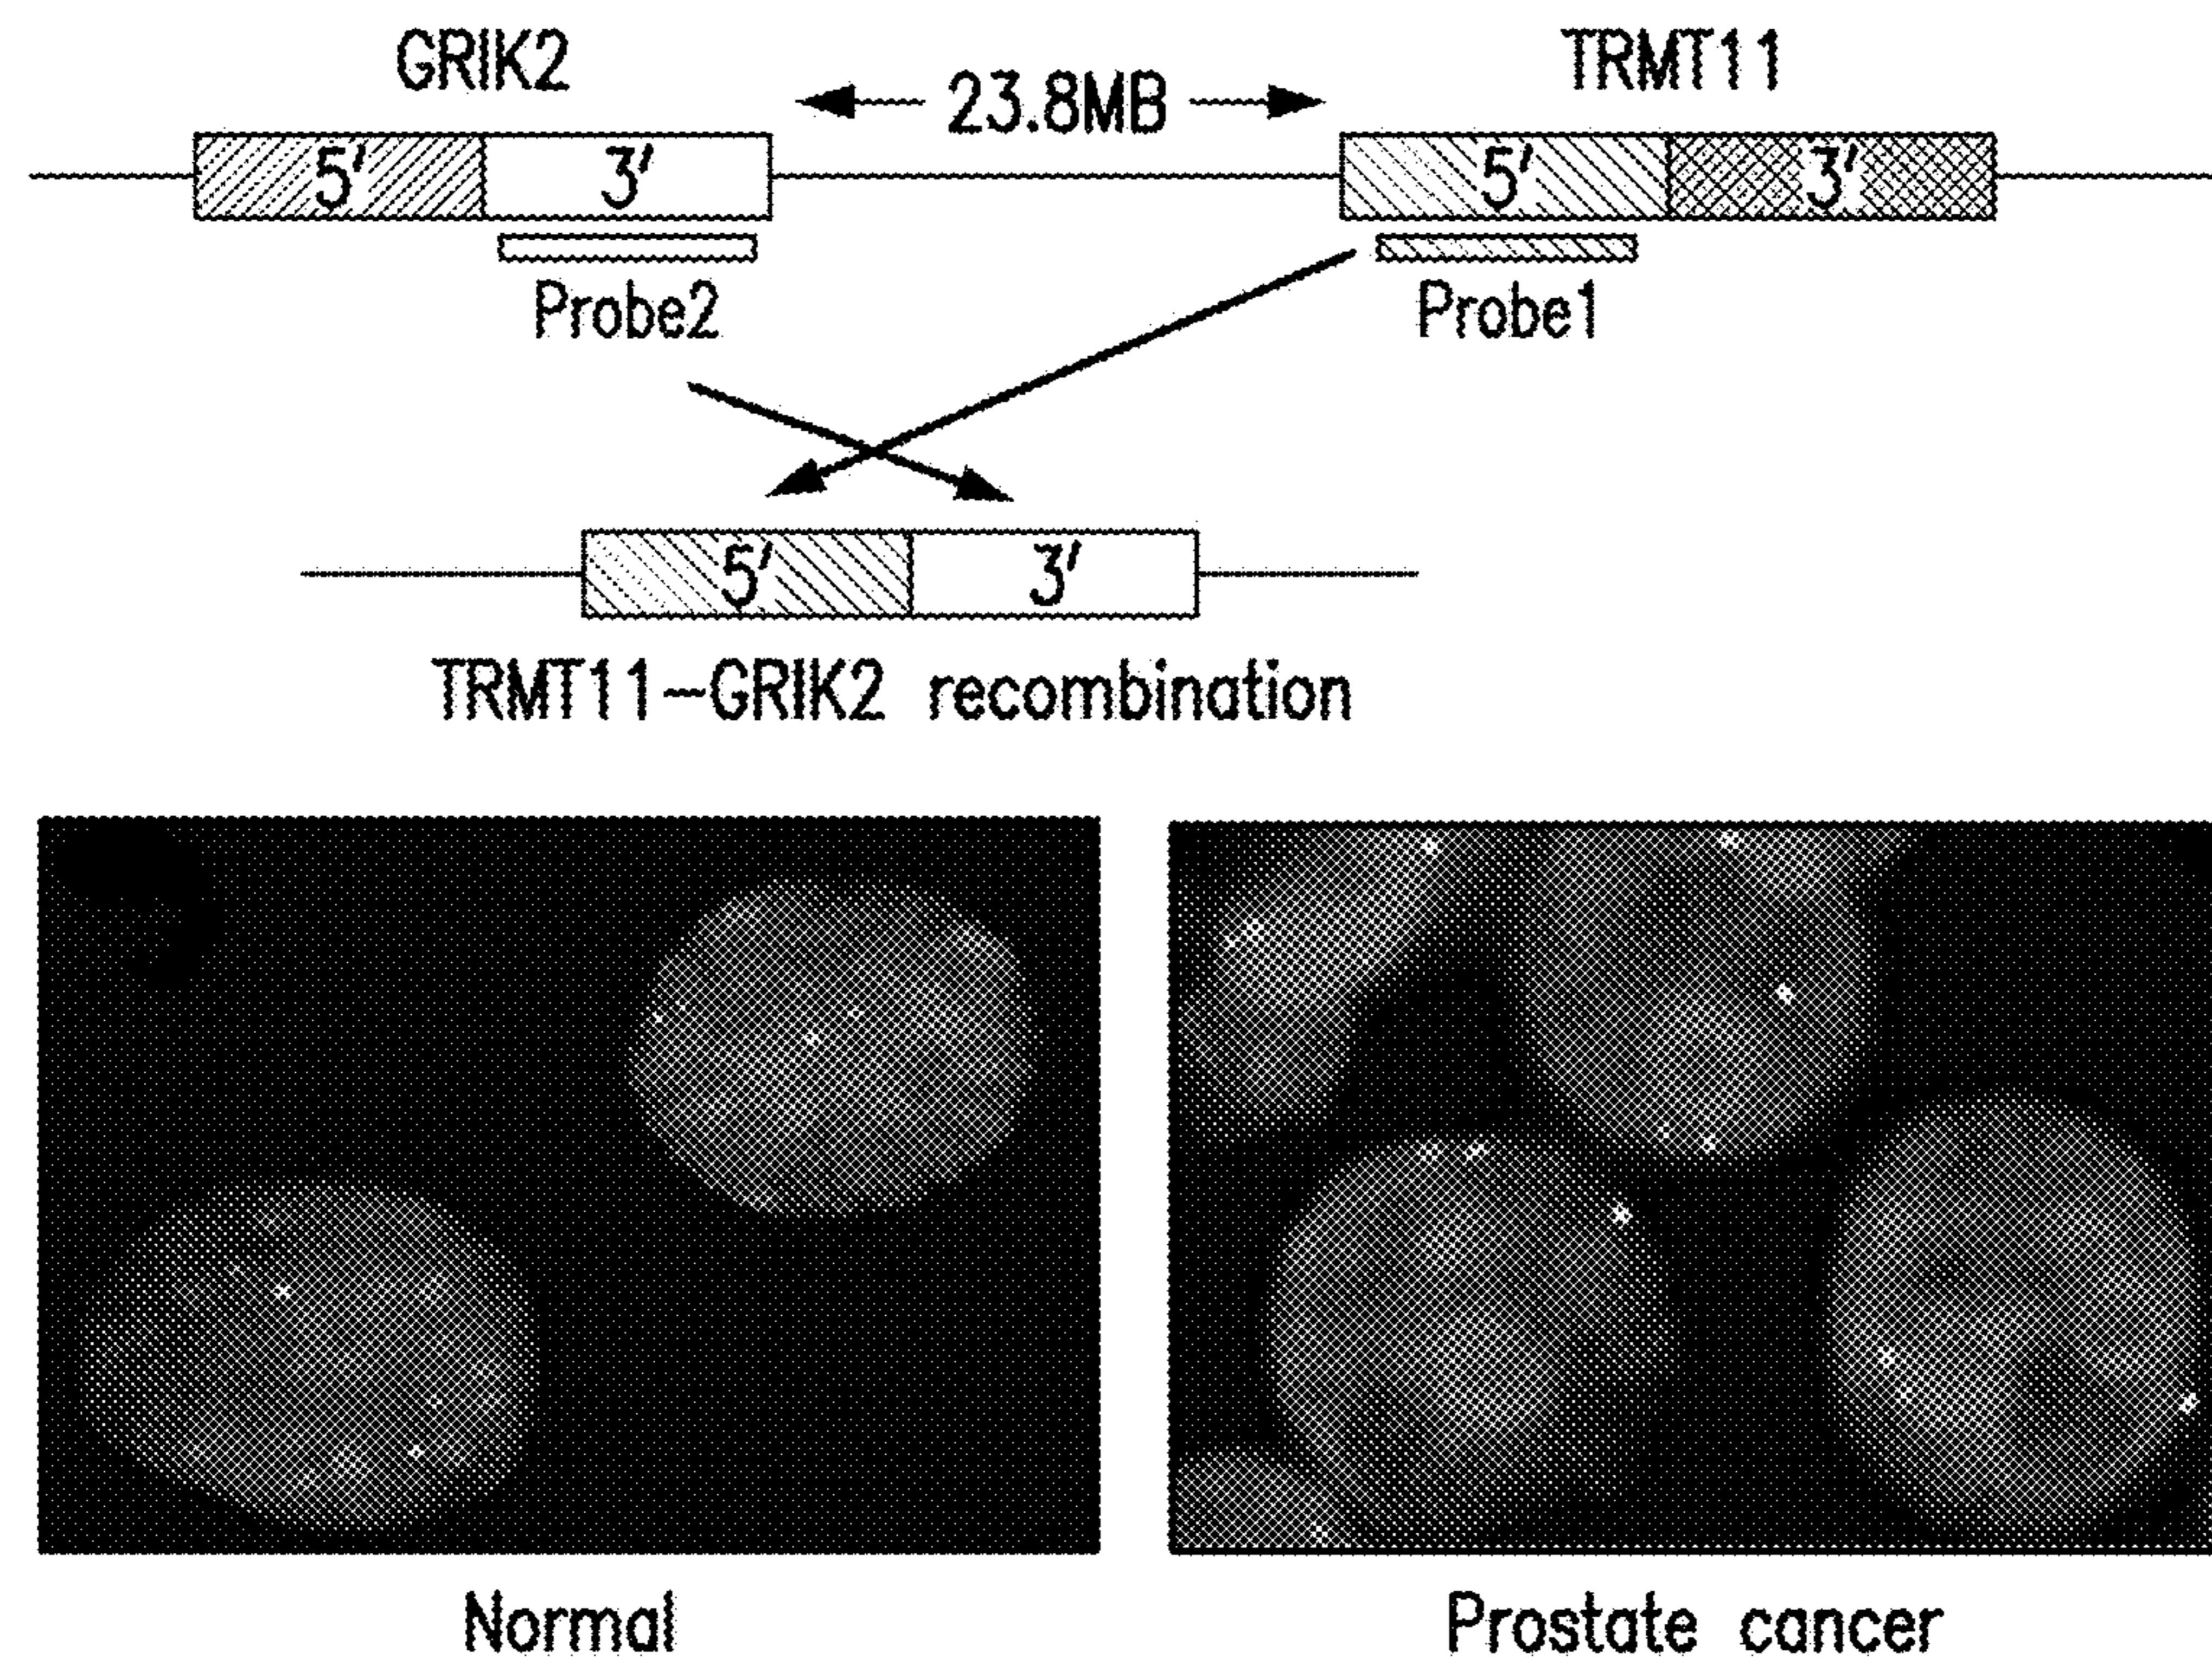 GRIK2
23.8MB
TRMT11
5' 3' 5' 3'
Probe2 Probe1
5' 3'
TRMT11-GRIK2 recombination
Normal Prostate cancer